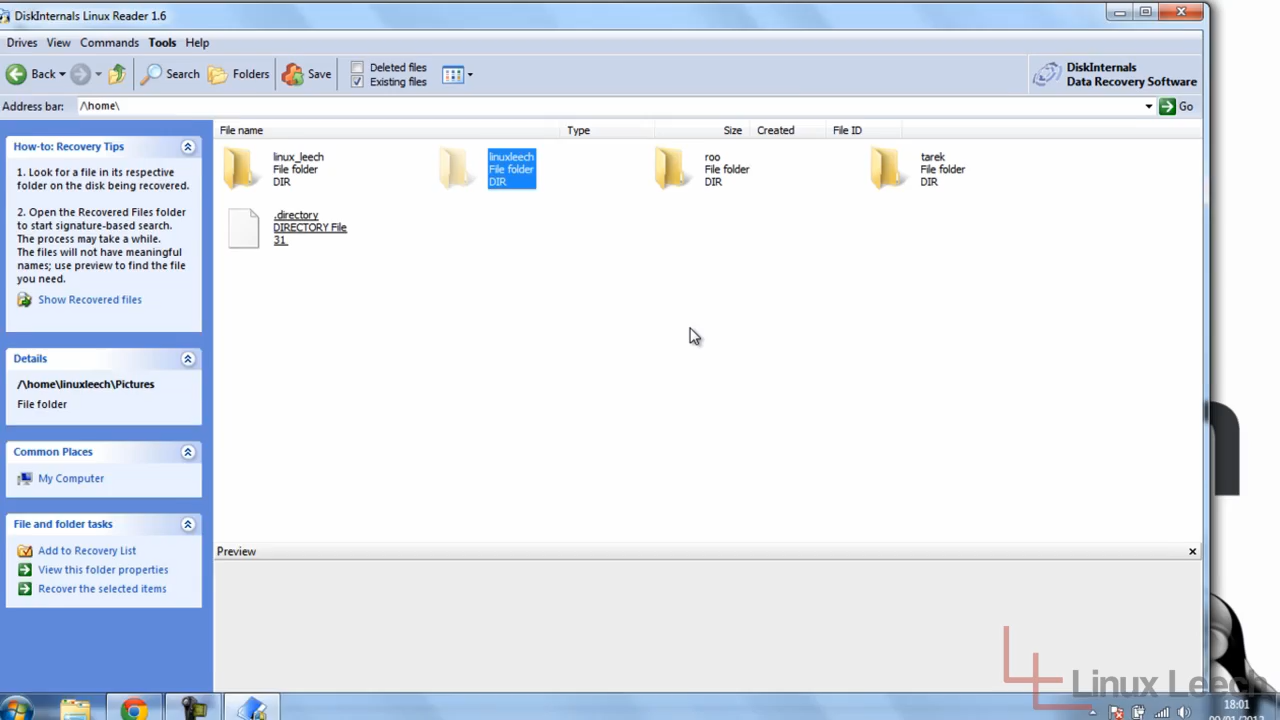 DiskInternals Linux Reader 1.6
Drives View Commands Tools Help
Back Search Folders Save
Deleted files
Existing files
DiskInternals
Data Recovery Software
Address bar: /\home\ Go
How-to: Recovery Tips
1. Look for a file in its respective
folder on the disk being recovered.
2. Open the Recovered Files folder
to start signature-based search.
The process may take a while.
The files will not have meaningful
names; use preview to find the file
you need.
Show Recovered files
Details
/\home\linuxleech\Pictures
File folder
Common Places
My Computer
File and folder tasks
Add to Recovery List
View this folder properties
Recover the selected items
File name Type Size Created File ID
linux_leech
File folder
DIR
linuxleech
File folder
DIR
roo
File folder
DIR
tarek
File folder
DIR
.directory
DIRECTORY File
31
Preview
Linux Leech
18:01